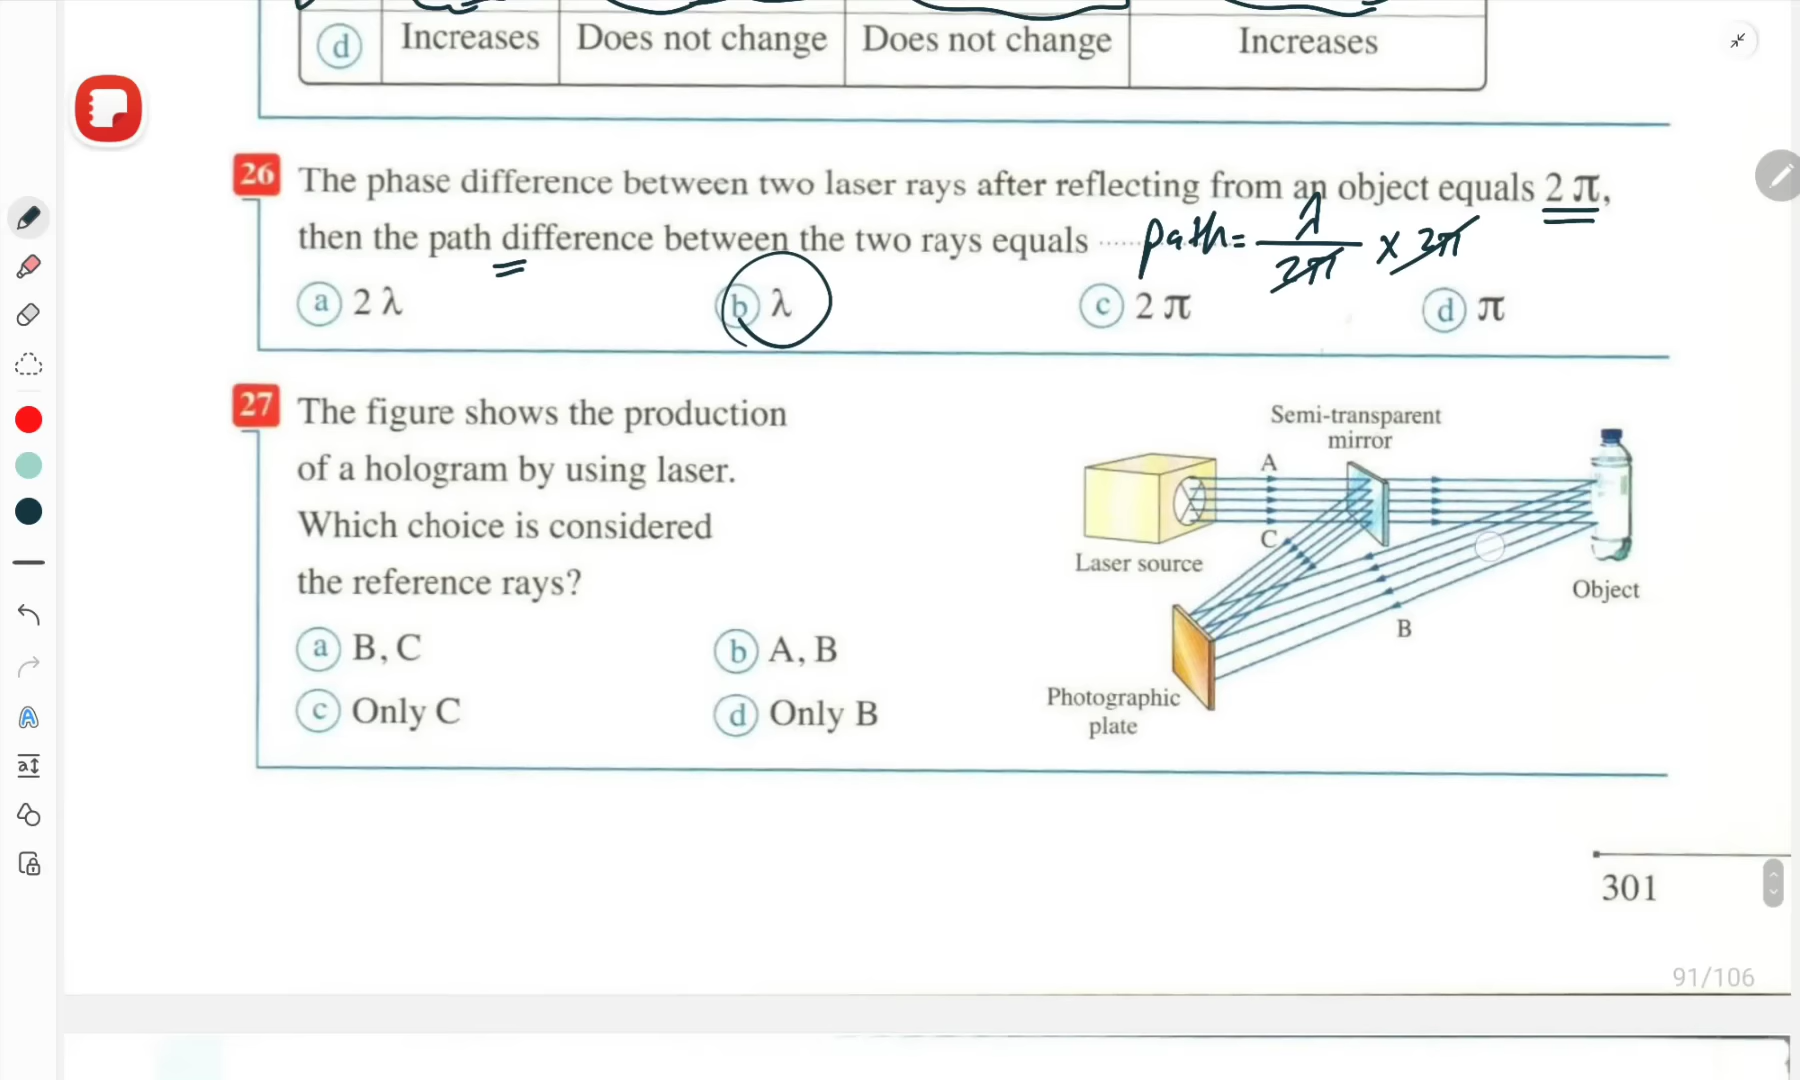 d Increases Does not change Does not change Increases
26 The phase difference between two laser rays after reflecting from an object equals 2 π,
then the path difference between the two rays equals ...... path = λ/2π × 2π
a 2 λ b λ c 2 π d π
27 The figure shows the production
of a hologram by using laser.
Which choice is considered
the reference rays?
a B, C b A, B
c Only C d Only B
Semi-transparent
mirror
A
C
Laser source
Object
B
Photographic
plate
301
91/106
A
a